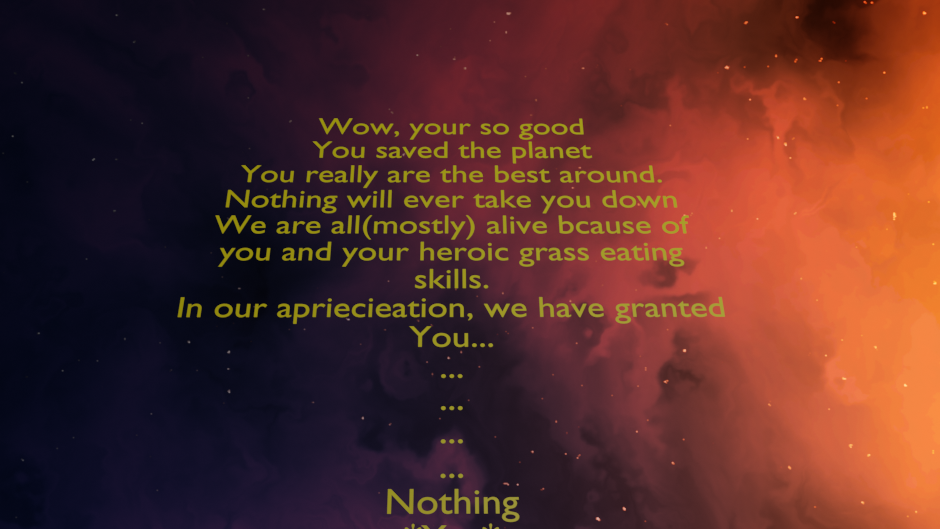 Wow, your so good
You saved the planet
You really are the best around.
Nothing will ever take you down
We are all(mostly) alive bcause of
you and your heroic grass eating
skills.
In our apriecieation, we have granted
You...
...
...
...
...
Nothing